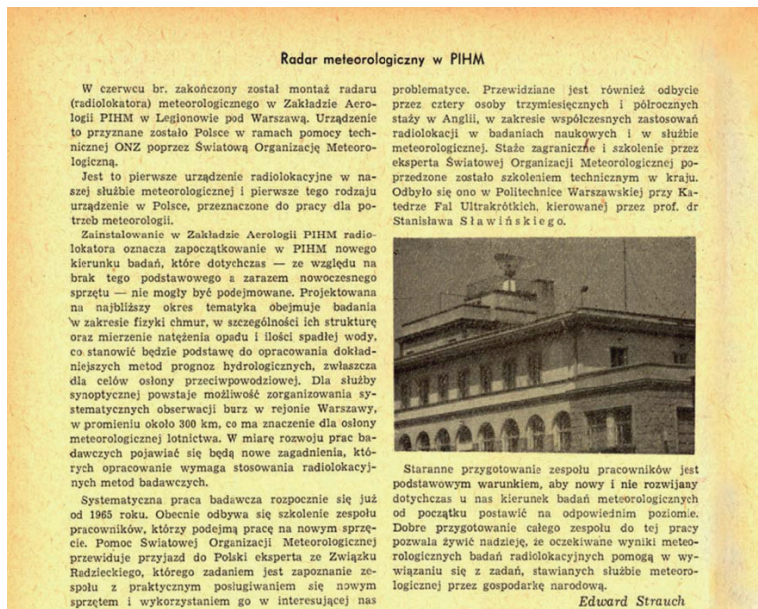 Radar meteorologiczny w PIHM
W czerwcu br. zakończony został montaż radaru
(radiolokatora) meteorologicznego w Zakładzie Aero-
logii PIHM w Legionowie pod Warszawą. Urządzenie
to przyznane zostało Polsce w ramach pomocy tech-
nicznej ONZ poprzez Światową Organizację Meteoro-
logiczną.
Jest to pierwsze urządzenie radiolokacyjne w na-
szej służbie meteorologicznej i pierwsze tego rodzaju
urządzenie w Polsce, przeznaczone do pracy dla po-
trzeb meteorologii.
Zainstalowanie w Zakładzie Aerologii PIHM radio-
lokatora oznacza zapoczątkowanie w PIHM nowego
kierunku badań, które dotychczas — ze względu na
brak tego podstawowego a zarazem nowoczesnego
sprzętu — nie mogły być podejmowane. Projektowana
na najbliższy okres tematyka obejmuje badania
w zakresie fizyki chmur, w szczególności ich strukturę
oraz mierzenie natężenia opadu i ilości spadłej wody,
co stanowić będzie podstawę do opracowania dokład-
niejszych metod prognoz hydrologicznych, zwłaszcza
dla celów osłony przeciwpowodziowej. Dla służby
synoptycznej powstaje możliwość zorganizowania sy-
stematycznych obserwacji burz w rejonie Warszawy,
w promieniu około 300 km, co ma znaczenie dla osłony
meteorologicznej lotnictwa. W miarę rozwoju prac ba-
dawczych pojawiać się będą nowe zagadnienia, któ-
rych opracowanie wymaga stosowania radiolokacyj-
nych metod badawczych.
Systematyczna praca badawcza rozpocznie się już
od 1965 roku. Obecnie odbywa się szkolenie zespołu
pracowników, którzy podejmą pracę na nowym sprzę-
cie. Pomoc Światowej Organizacji Meteorologicznej
przewiduje przyjazd do Polski eksperta ze Związku
Radzieckiego, którego zadaniem jest zapoznanie ze-
społu z praktycznym posługiwaniem się nowym
sprzętem i wykorzystaniem go w interesującej nas
problematyce. Przewidziane jest również odbycie
przez cztery osoby trzymiesięcznych i półrocznych
staży w Anglii, w zakresie współczesnych zastosowań
radiolokacji w badaniach naukowych i w służbie
meteorologicznej. Staże zagraniczne i szkolenie przez
eksperta Światowej Organizacji Meteorologicznej po-
przedzone zostało szkoleniem technicznym w kraju.
Odbyło się ono w Politechnice Warszawskiej przy Ka-
tedrze Fal Ultrakrótkich, kierowanej przez prof. dr
Stanisława Sławińskiego.
Staranne przygotowanie zespołu pracowników jest
podstawowym warunkiem, aby nowy i nie rozwijany
dotychczas u nas kierunek badań meteorologicznych
od początku postawić na odpowiednim poziomie.
Dobre przygotowanie całego zespołu do tej pracy
pozwala żywić nadzieję, że oczekiwane wyniki meteo-
rologicznych badań radiolokacyjnych pomogą w wy-
wiązaniu się z zadań, stawianych służbie meteoro-
logicznej przez gospodarkę narodową.
Edward Strauch